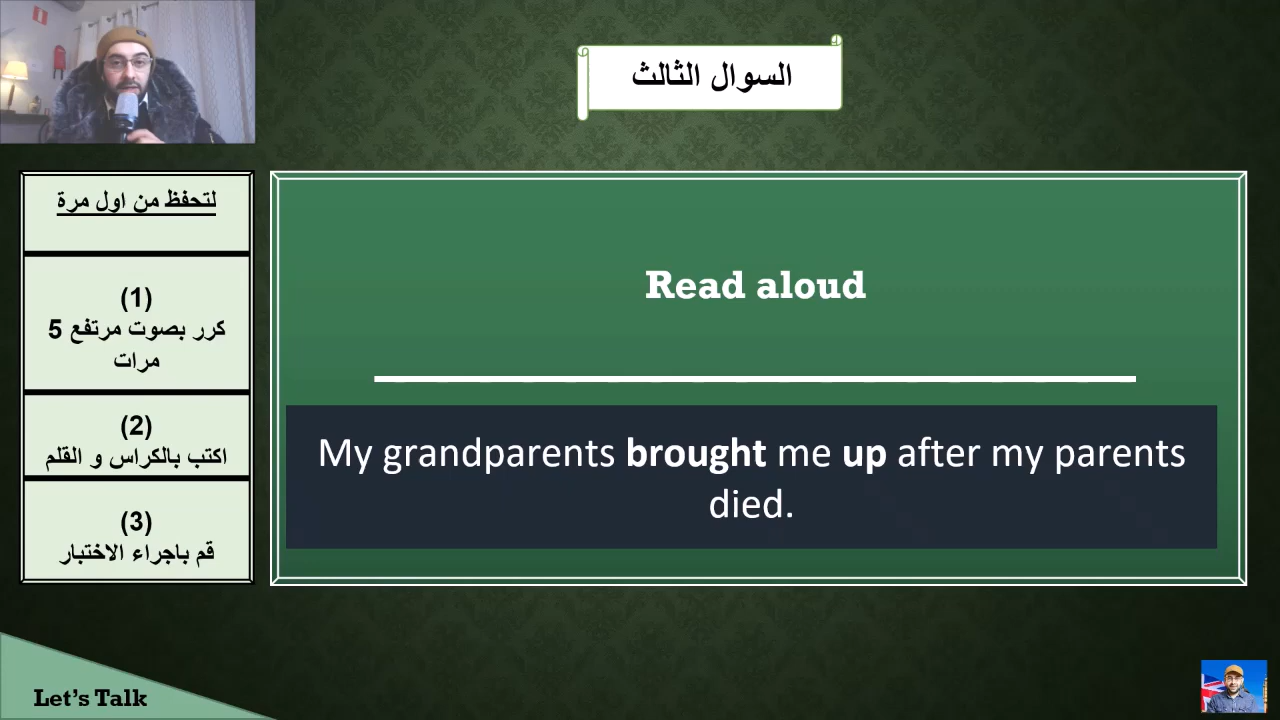 السوال الثالث
لتحفظ من اول مرة
(1)
كرر بصوت مرتفع 5
مرات
(2)
اكتب بالكراس و القلم
(3)
قم باجراء الاختبار
Read aloud
My grandparents brought me up after my parents
died.
Let’s Talk